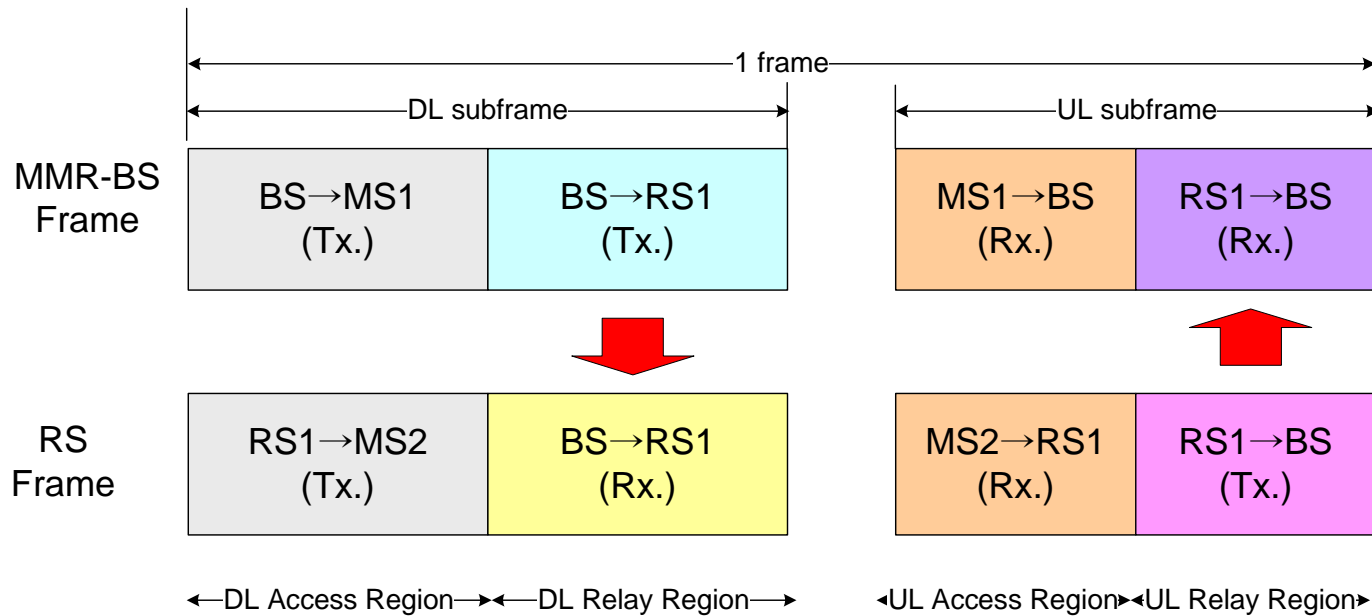 1 frame
DL subframe
UL subframe
MMR-BS
Frame
BS→MS1
(Tx.)
BS→RS1
(Tx.)
MS1→BS
(Rx.)
RS1→BS
(Rx.)
RS
Frame
RS1→MS2
(Tx.)
BS→RS1
(Rx.)
MS2→RS1
(Rx.)
RS1→BS
(Tx.)
DL Access Region
DL Relay Region
UL Access Region
UL Relay Region